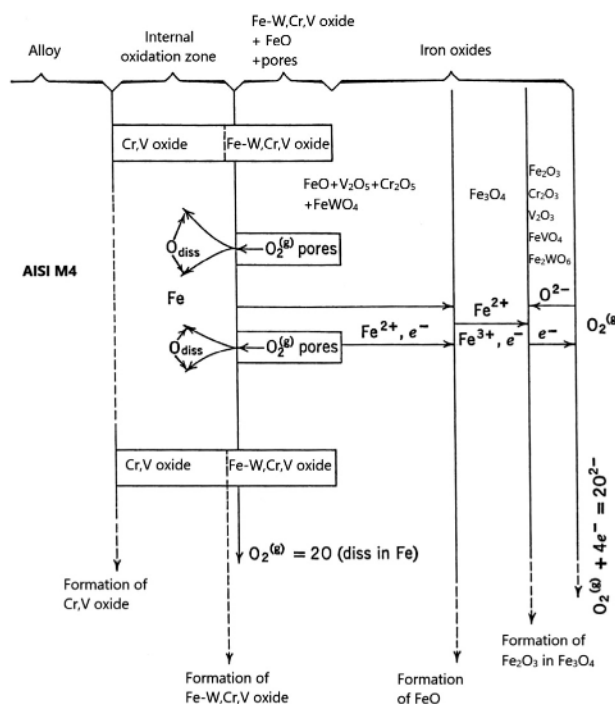 Fe-W,Cr,V oxide
+ FeO
+pores
Alloy
Internal
oxidation zone
Iron oxides
Cr,V oxide
Fe-W,Cr,V oxide
FeO+V₂O₅+Cr₂O₅
+FeWO₄
Fe₃O₄
Fe₂O₃
Cr₂O₃
V₂O₃
FeVO₄
Fe₂WO₆
AISI M4
O diss
O₂⁽ᵍ⁾ pores
Fe
O²⁻
Fe²⁺
O₂⁽ᵍ⁾
O diss
O₂⁽ᵍ⁾ pores
Fe²⁺, e⁻
Fe³⁺, e⁻
e⁻
Cr,V oxide
Fe-W,Cr,V oxide
O₂⁽ᵍ⁾ = 2O (diss in Fe)
O₂⁽ᵍ⁾ + 4e⁻ = 2O²⁻
Formation of
Cr,V oxide
Formation of
Fe-W,Cr,V oxide
Formation
of FeO
Formation of
Fe₂O₃ in Fe₃O₄